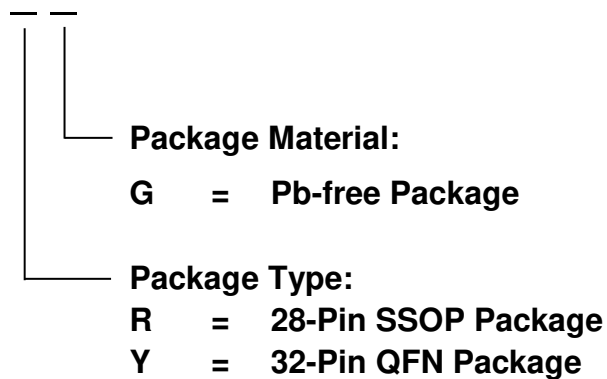 Package Material:
G = Pb-free Package
Package Type:
R = 28-Pin SSOP Package
Y = 32-Pin QFN Package